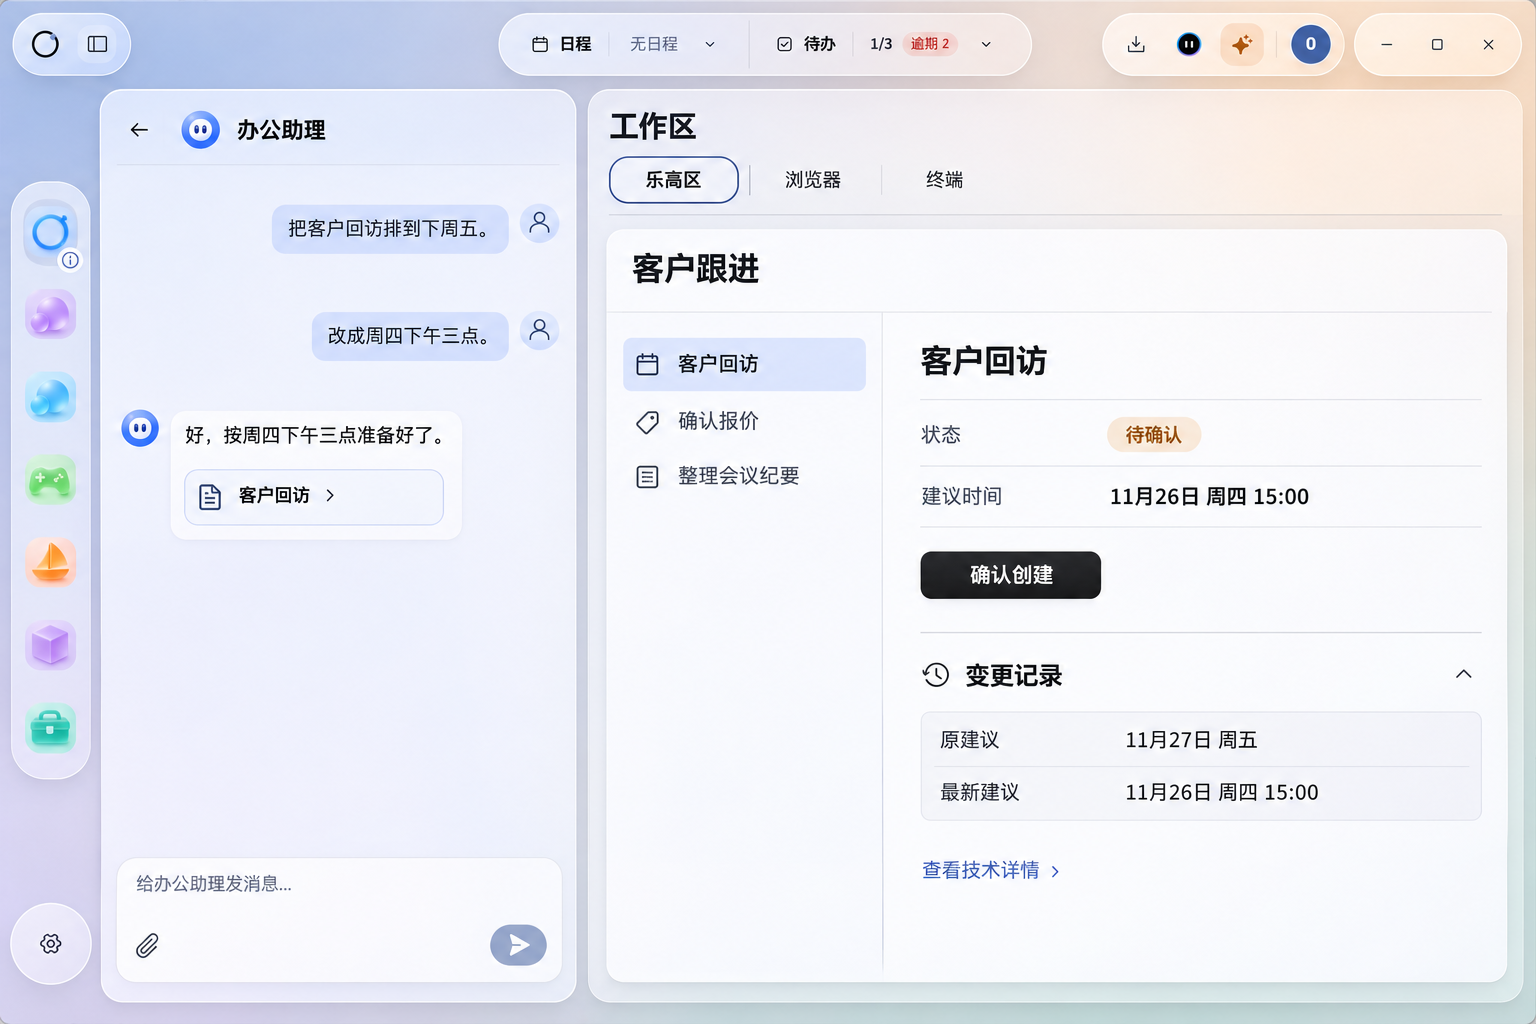 日程
无日程
待办
1/3
逾期 2
0
办公助理
把客户回访排到下周五。
改成周四下午三点。
好，按周四下午三点准备好了。
客户回访
给办公助理发消息...
工作区
乐高区
浏览器
终端
客户跟进
客户回访
确认报价
整理会议纪要
客户回访
状态
待确认
建议时间
11月26日 周四 15:00
确认创建
变更记录
原建议
11月27日 周五
最新建议
11月26日 周四 15:00
查看技术详情